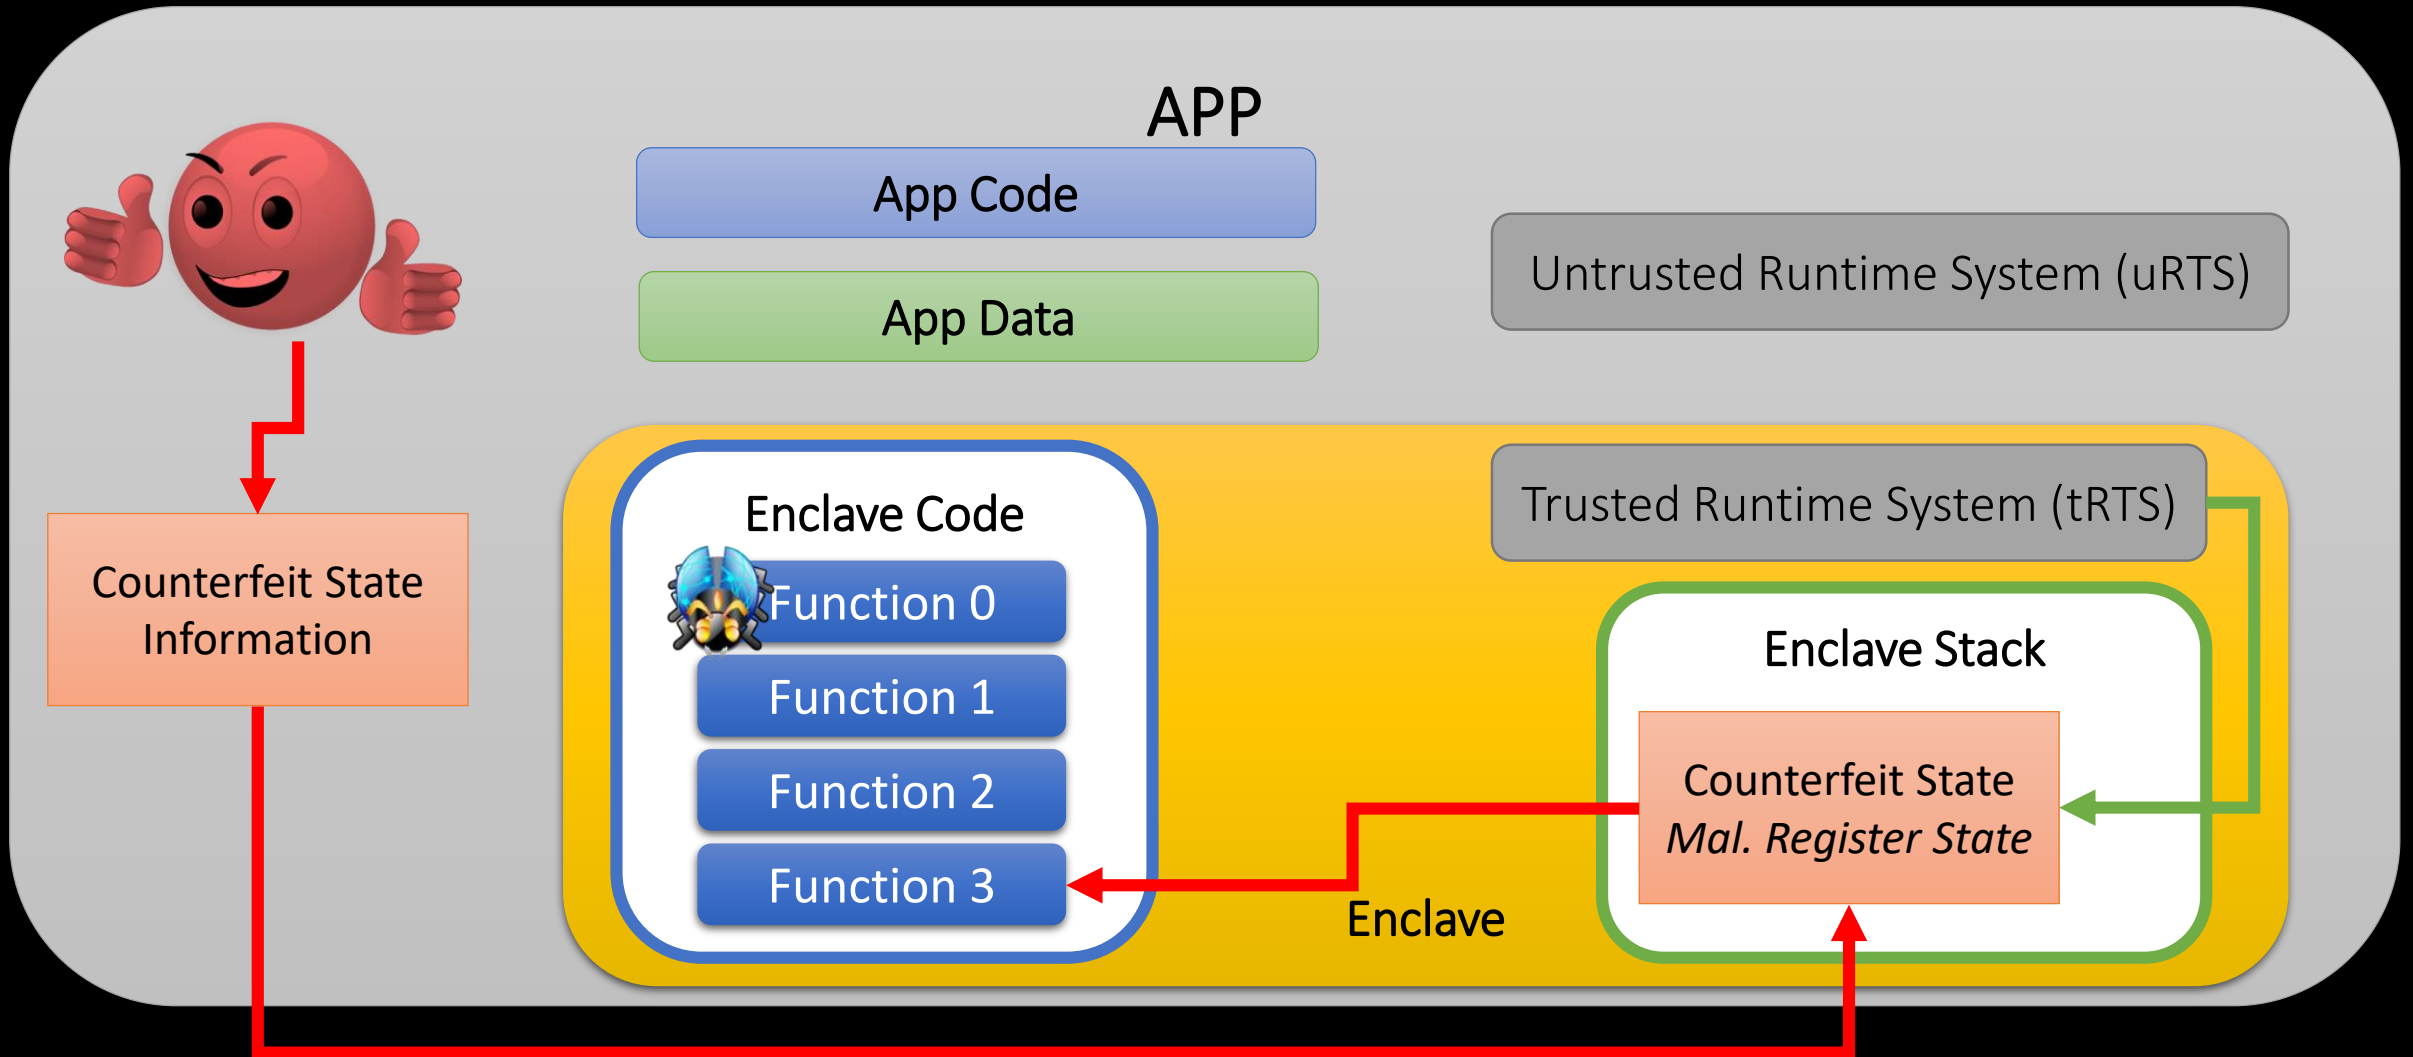 APP
App Code
App Data
Untrusted Runtime System (uRTS)
Counterfeit State
Information
Enclave Code
Function 0
Function 1
Function 2
Function 3
Trusted Runtime System (tRTS)
Enclave Stack
Counterfeit State
Mal. Register State
Enclave